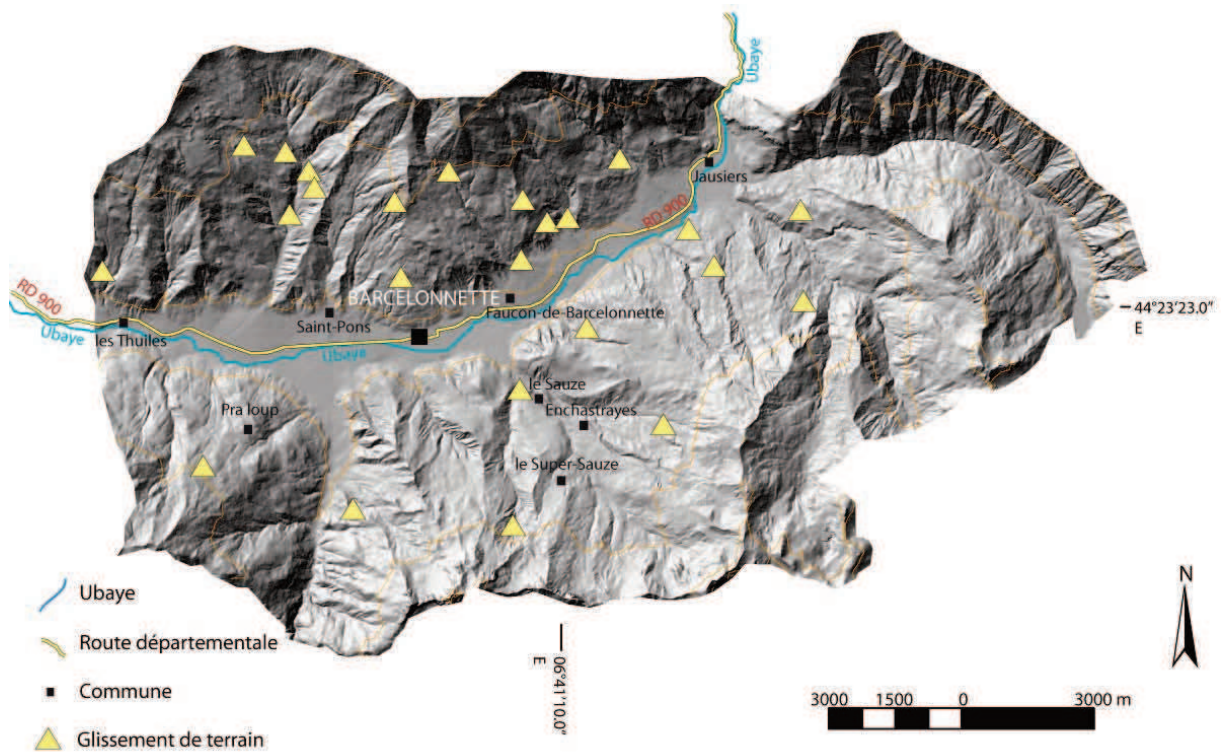 Ubaye
Jausiers
RD 900
BARCELONNETTE
Faucon-de-Barcelonnette
44°23'23.0"
E
RD 900
Ubaye
les Thuiles
Saint-Pons
Ubaye
le Sauze
Enchastrayes
Pra loup
le Super-Sauze
06°41'10.0"
E
N
Ubaye
Route départementale
Commune
Glissement de terrain
3000 1500 0 3000 m